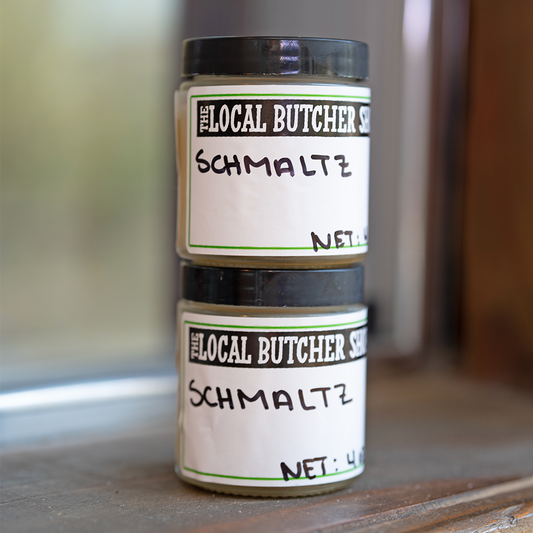 THE LOCAL BUTCHER
SCHMALTZ
NET:
THE LOCAL BUTCHER
SCHMALTZ
NET: 4